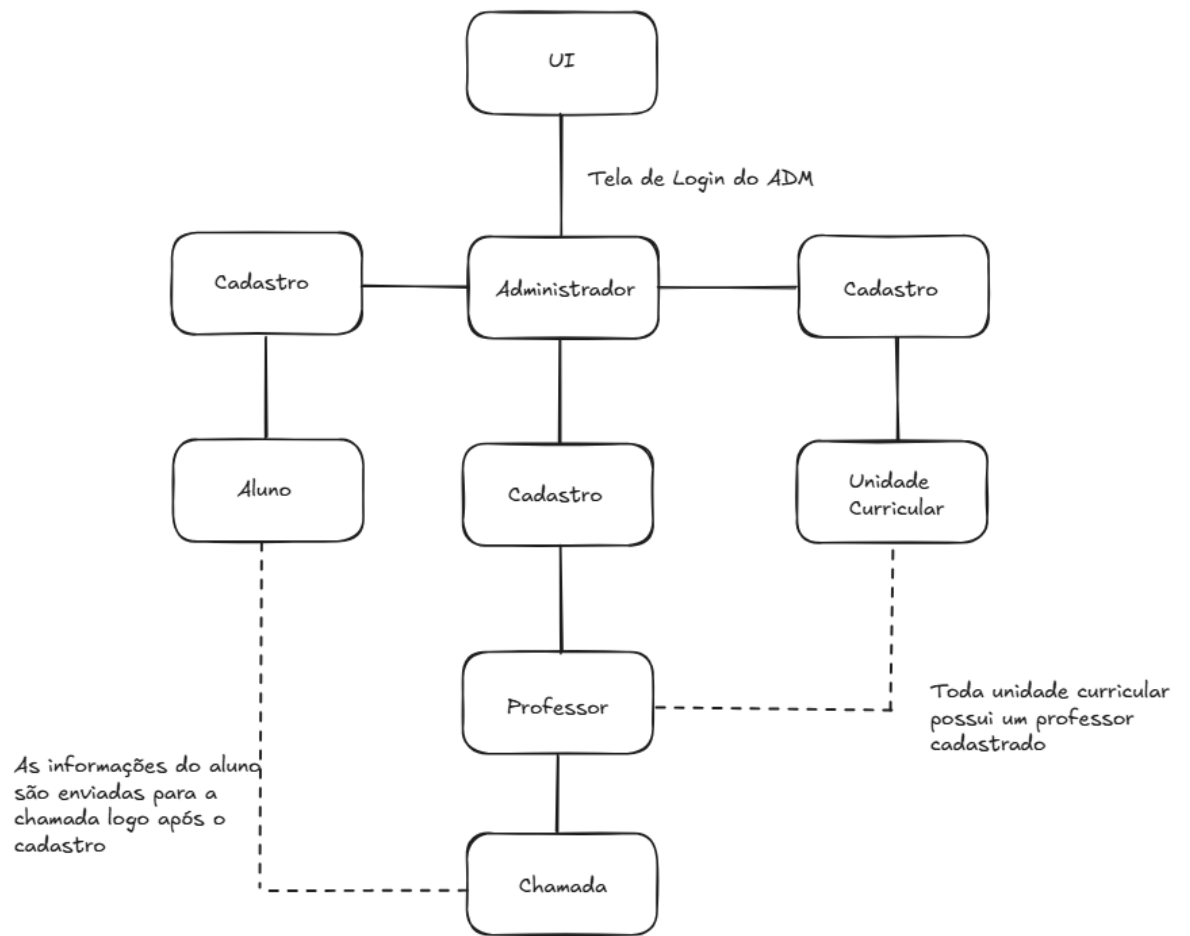 UI
Tela de Login do ADM
Cadastro
Administrador
Cadastro
Aluno
Cadastro
Unidade
Curricular
Professor
Toda unidade curricular
possui um professor
cadastrado
As informações do aluno
são enviadas para a
chamada logo após o
cadastro
Chamada